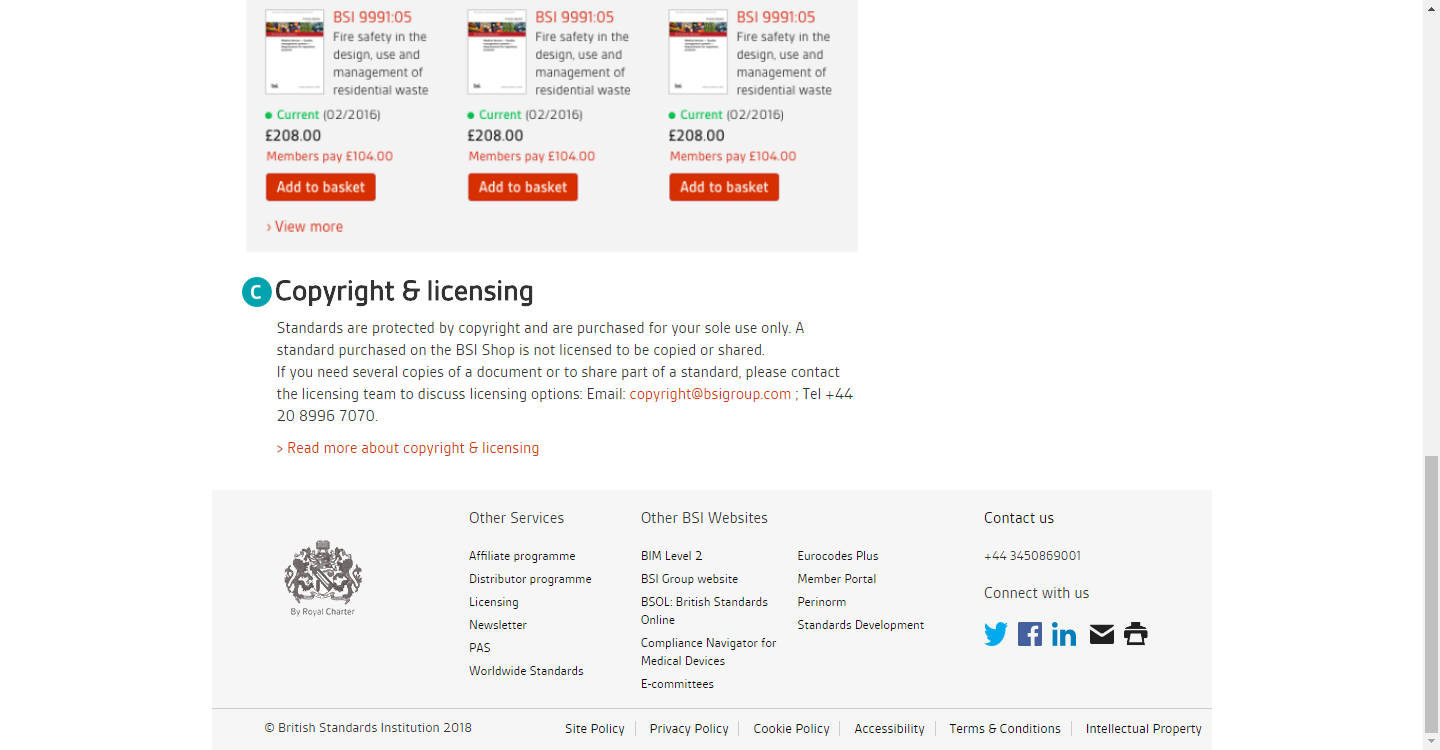 BSI 9991:05
Fire safety in the
design, use and
management of
residential waste
● Current (02/2016)
£208.00
Members pay £104.00
Add to basket
BSI 9991:05
Fire safety in the
design, use and
management of
residential waste
● Current (02/2016)
£208.00
Members pay £104.00
Add to basket
BSI 9991:05
Fire safety in the
design, use and
management of
residential waste
● Current (02/2016)
£208.00
Members pay £104.00
Add to basket
› View more
C Copyright & licensing
Standards are protected by copyright and are purchased for your sole use only. A
standard purchased on the BSI Shop is not licensed to be copied or shared.
If you need several copies of a document or to share part of a standard, please contact
the licensing team to discuss licensing options: Email: copyright@bsigroup.com ; Tel +44
20 8996 7070.
> Read more about copyright & licensing
By Royal Charter
Other Services
Affiliate programme
Distributor programme
Licensing
Newsletter
PAS
Worldwide Standards
Other BSI Websites
BIM Level 2
BSI Group website
BSOL: British Standards
Online
Compliance Navigator for
Medical Devices
E-committees
Eurocodes Plus
Member Portal
Perinorm
Standards Development
Contact us
+44 3450869001
Connect with us
© British Standards Institution 2018
Site Policy
Privacy Policy
Cookie Policy
Accessibility
Terms & Conditions
Intellectual Property